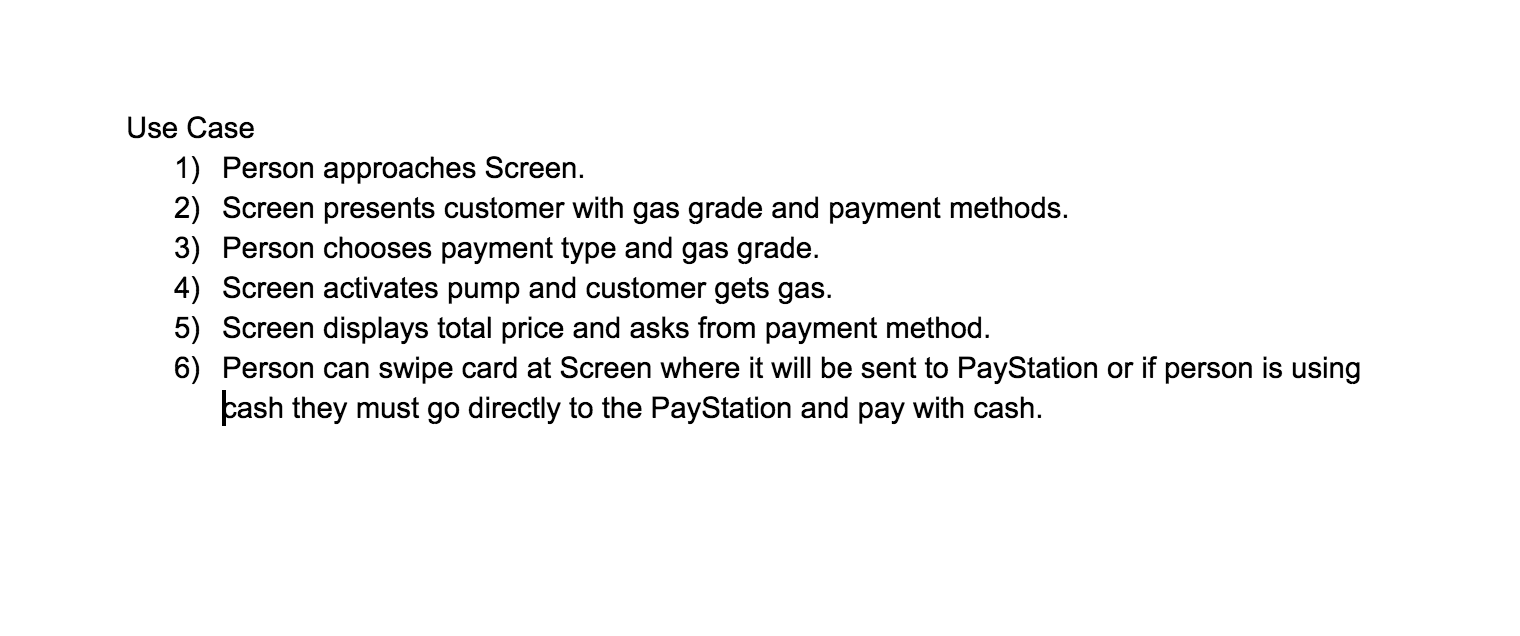 Use Case
1) Person approaches Screen.
2) Screen presents customer with gas grade and payment methods.
3) Person chooses payment type and gas grade.
4) Screen activates pump and customer gets gas.
5) Screen displays total price and asks from payment method.
6) Person can swipe card at Screen where it will be sent to PayStation or if person is using
cash they must go directly to the PayStation and pay with cash.